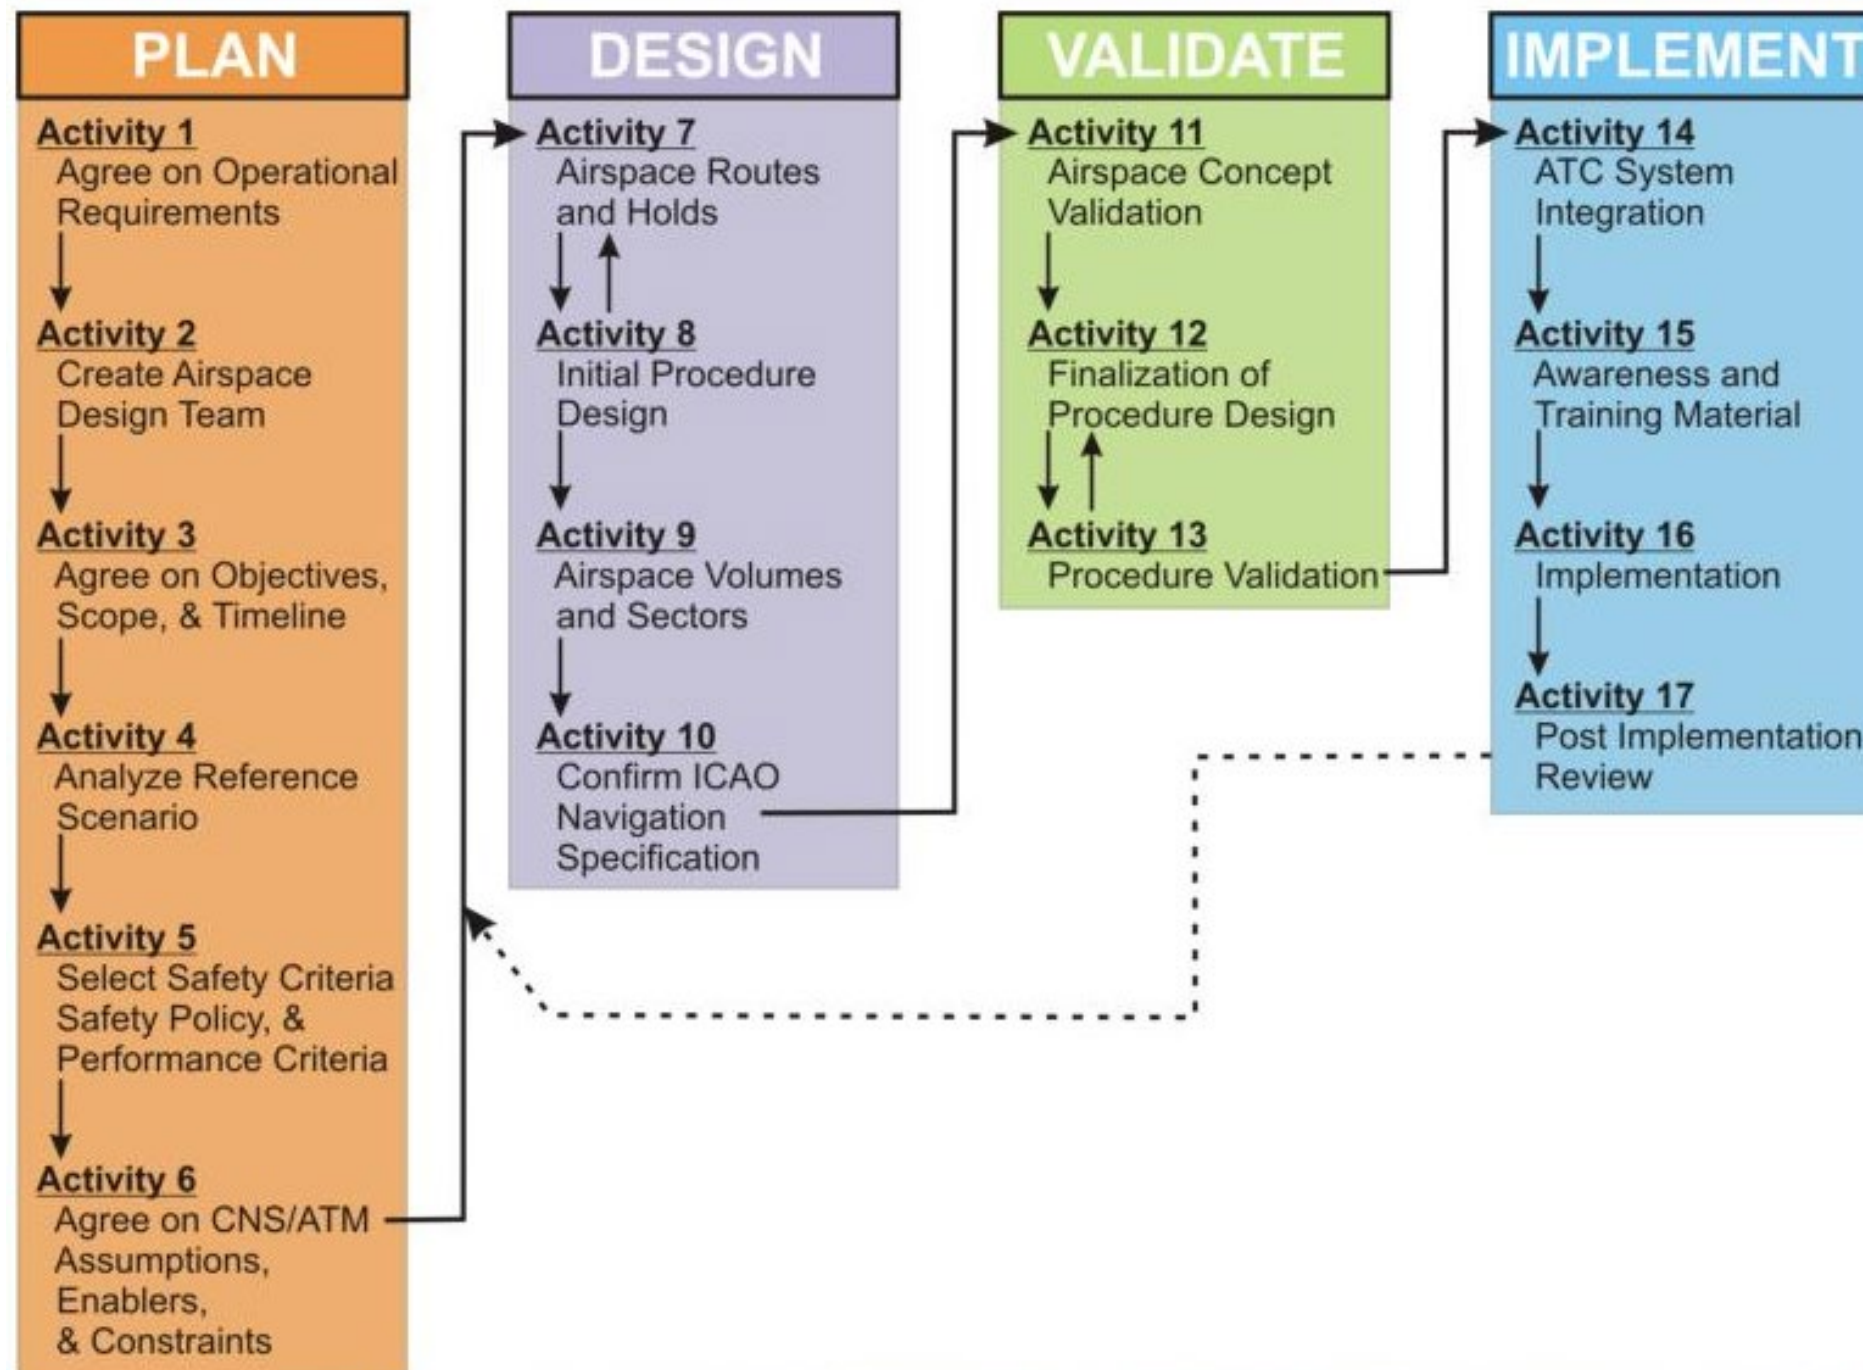 PLAN
Activity 1
Agree on Operational
Requirements
Activity 2
Create Airspace
Design Team
Activity 3
Agree on Objectives,
Scope, & Timeline
Activity 4
Analyze Reference
Scenario
Activity 5
Select Safety Criteria
Safety Policy, &
Performance Criteria
Activity 6
Agree on CNS/ATM
Assumptions,
Enablers,
& Constraints
DESIGN
Activity 7
Airspace Routes
and Holds
Activity 8
Initial Procedure
Design
Activity 9
Airspace Volumes
and Sectors
Activity 10
Confirm ICAO
Navigation
Specification
VALIDATE
Activity 11
Airspace Concept
Validation
Activity 12
Finalization of
Procedure Design
Activity 13
Procedure Validation
IMPLEMENT
Activity 14
ATC System
Integration
Activity 15
Awareness and
Training Material
Activity 16
Implementation
Activity 17
Post Implementation
Review